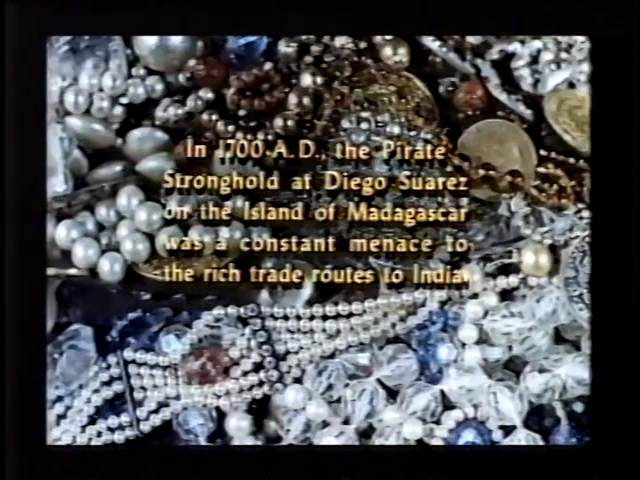 In 1700 A.D., the Pirate
Stronghold at Diego Suarez
on the Island of Madagascar
was a constant menace to
the rich trade routes to India.